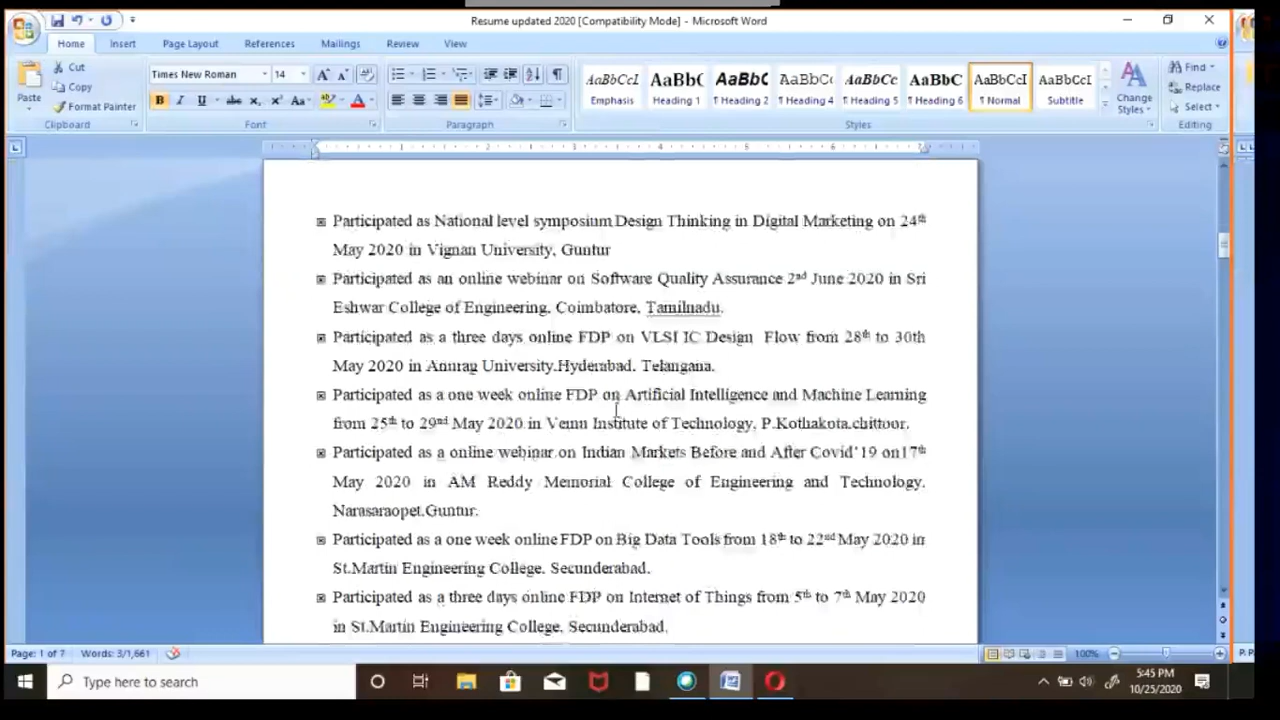 Resume updated 2020 [Compatibility Mode] - Microsoft Word
Home Insert Page Layout References Mailings Review View
Paste Cut Copy Format Painter Clipboard
Times New Roman 14 Font
Paragraph
AaBbCcI Emphasis AaBb( Heading 1 AaBbC Heading 2 AaBbC Heading 4 AaBbCc ¶ Heading 5 AaBbC ¶ Heading 6 AaBbCcI ¶ Normal AaBbCcI Subtitle Change Styles Styles
Find Replace Select Editing
Participated as National level symposium Design Thinking in Digital Marketing on 24th
May 2020 in Vignan University, Guntur
Participated as an online webinar on Software Quality Assurance 2nd June 2020 in Sri
Eshwar College of Engineering, Coimbatore, Tamilnadu.
Participated as a three days online FDP on VLSI IC Design Flow from 28th to 30th
May 2020 in Anurag University.Hyderabad, Telangana.
Participated as a one week online FDP on Artificial Intelligence and Machine Learning
from 25th to 29nd May 2020 in Vemu Institute of Technology, P.Kothakota.chittoor.
Participated as a online webinar on Indian Markets Before and After Covid'19 on17th
May 2020 in AM Reddy Memorial College of Engineering and Technology,
Narasaraopet.Guntur.
Participated as a one week online FDP on Big Data Tools from 18th to 22nd May 2020 in
St.Martin Engineering College, Secunderabad.
Participated as a three days online FDP on Internet of Things from 5th to 7th May 2020
in St.Martin Engineering College, Secunderabad.
Page: 1 of 7 Words: 3/1,661 100%
Type here to search
5:45 PM
10/25/2020